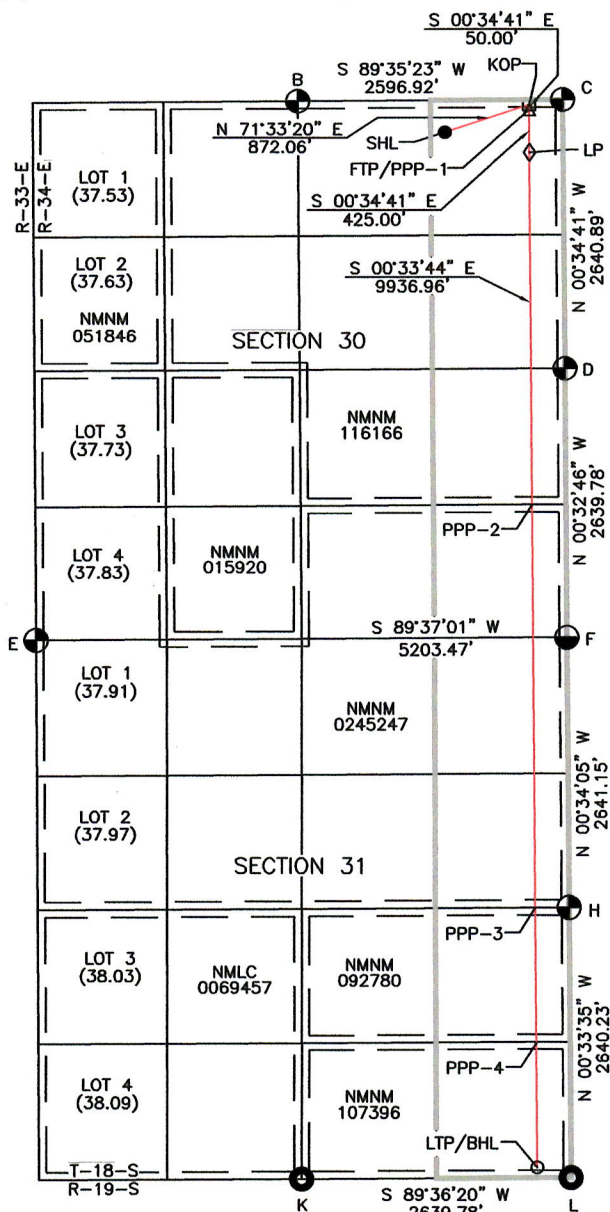 S 00°34'41" E
50.00'
B
S 89°35'23" W
2596.92'
KOP
C
N 71°33'20" E
872.06'
SHL
FTP/PPP-1
LP
S 00°34'41" E
425.00'
R-33-E
R-34-E
LOT 1
(37.53)
N 00°34'41" W
2640.89'
S 00°33'44" E
9936.96'
LOT 2
(37.63)
NMNM
051846
SECTION 30
D
LOT 3
(37.73)
NMNM
116166
N 00°32'46" W
2639.78'
PPP-2
LOT 4
(37.83)
NMNM
015920
E
S 89°37'01" W
5203.47'
F
LOT 1
(37.91)
NMNM
0245247
N 00°34'05" W
2641.15'
LOT 2
(37.97)
SECTION 31
H
PPP-3
LOT 3
(38.03)
NMLC
0069457
NMNM
092780
N 00°33'35" W
2640.23'
PPP-4
LOT 4
(38.09)
NMNM
107396
LTP/BHL
T-18-S
R-19-S
K
S 89°36'20" W
2639.78'
L